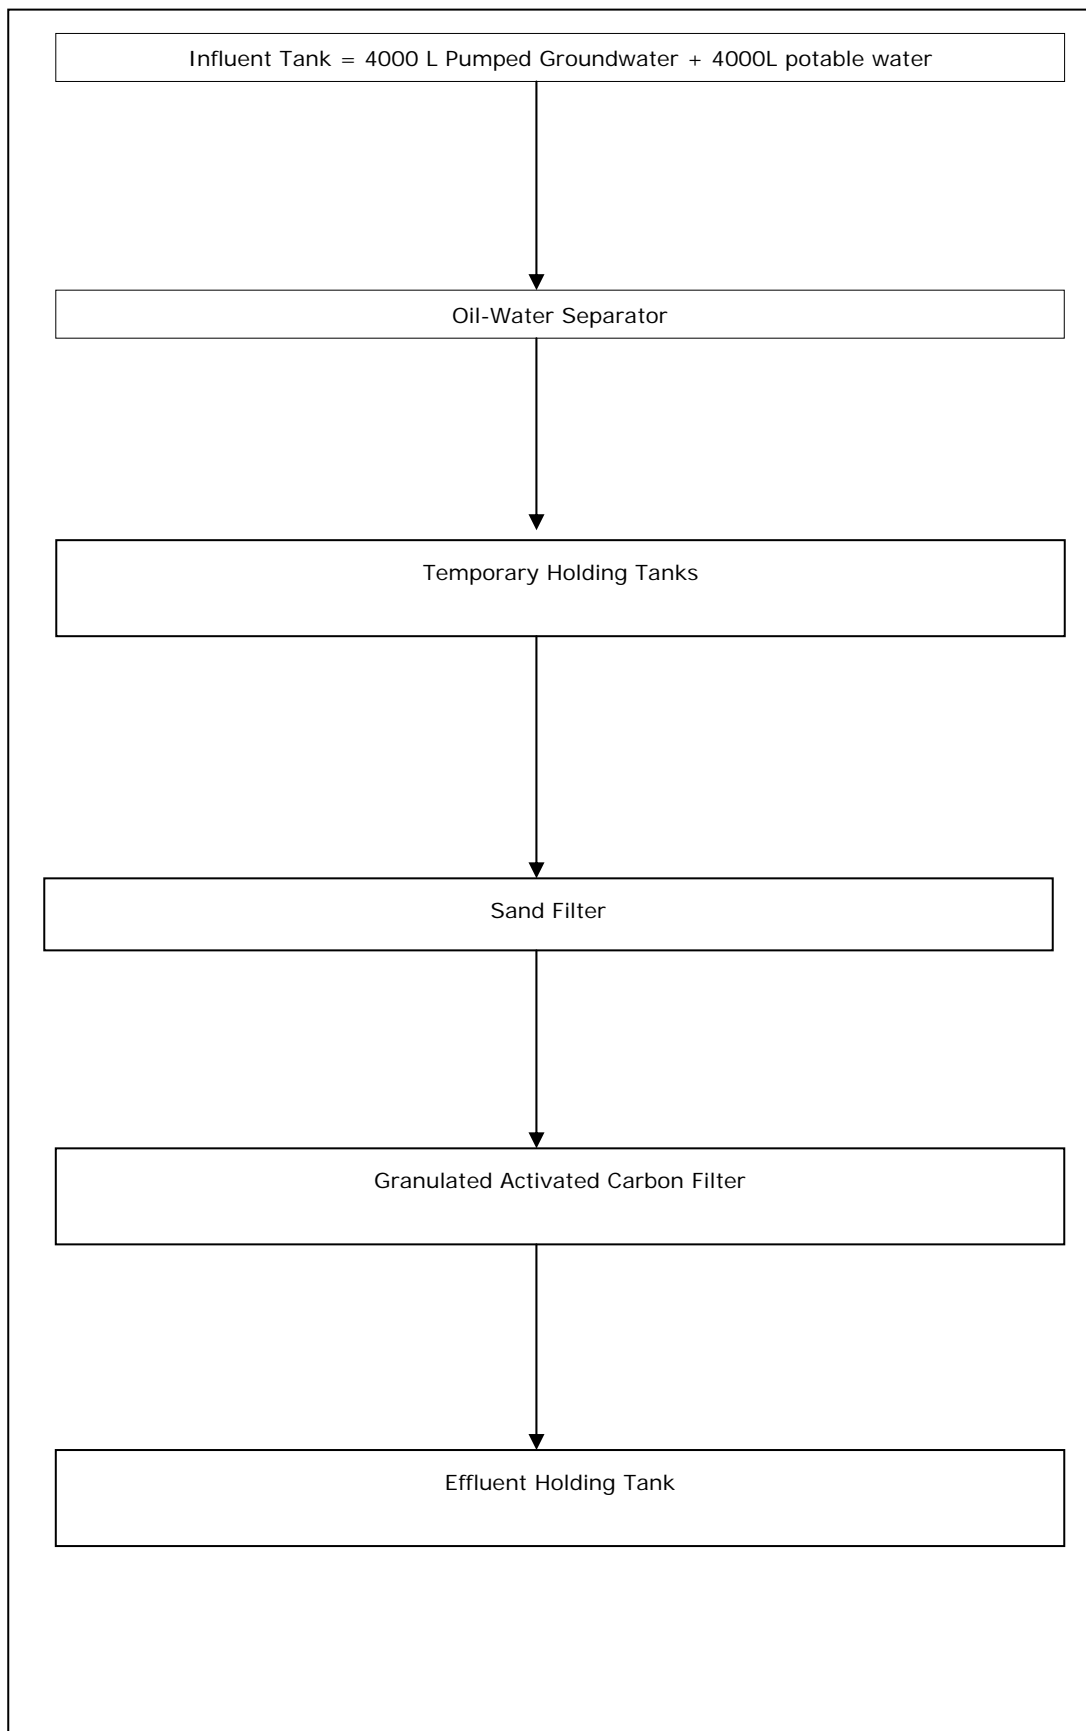 Influent Tank = 4000 L Pumped Groundwater + 4000L potable water
Oil-Water Separator
Temporary Holding Tanks
Sand Filter
Granulated Activated Carbon Filter
Effluent Holding Tank